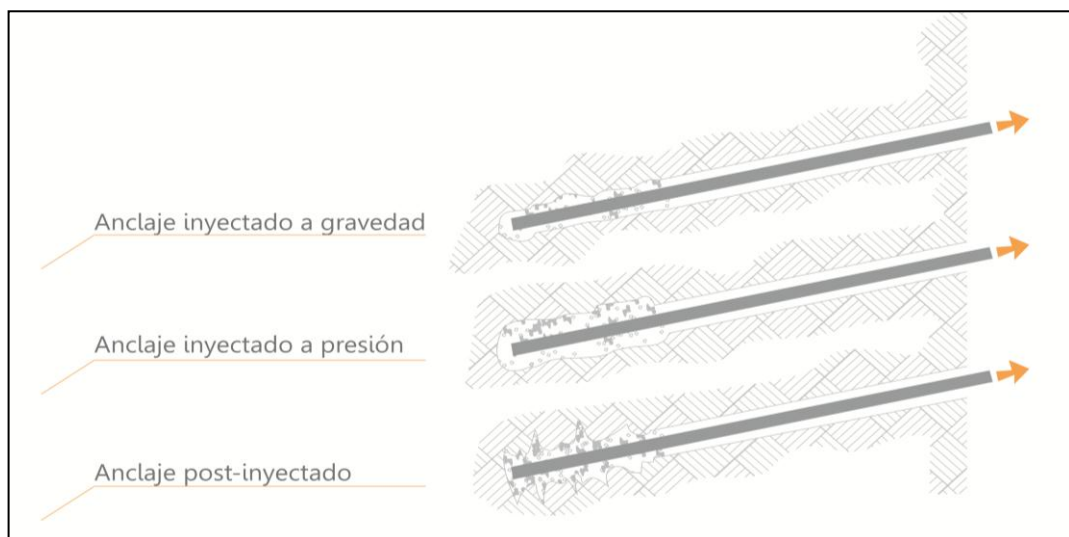 Anclaje inyectado a gravedad
Anclaje inyectado a presión
Anclaje post-inyectado